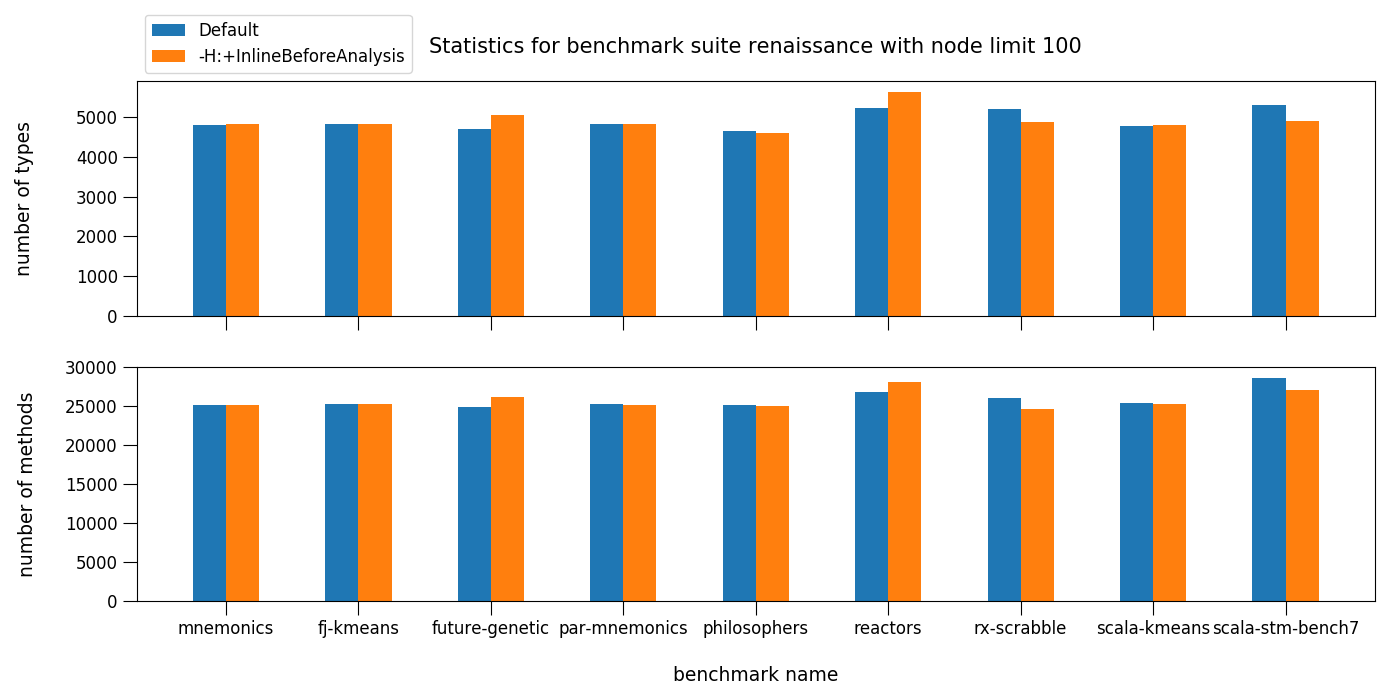 Default
-H:+InlineBeforeAnalysis
Statistics for benchmark suite renaissance with node limit 100
number of types
5000
4000
3000
2000
1000
0
number of methods
30000
25000
20000
15000
10000
5000
0
mnemonics
fj-kmeans
future-genetic
par-mnemonics
philosophers
reactors
rx-scrabble
scala-kmeans
scala-stm-bench7
benchmark name